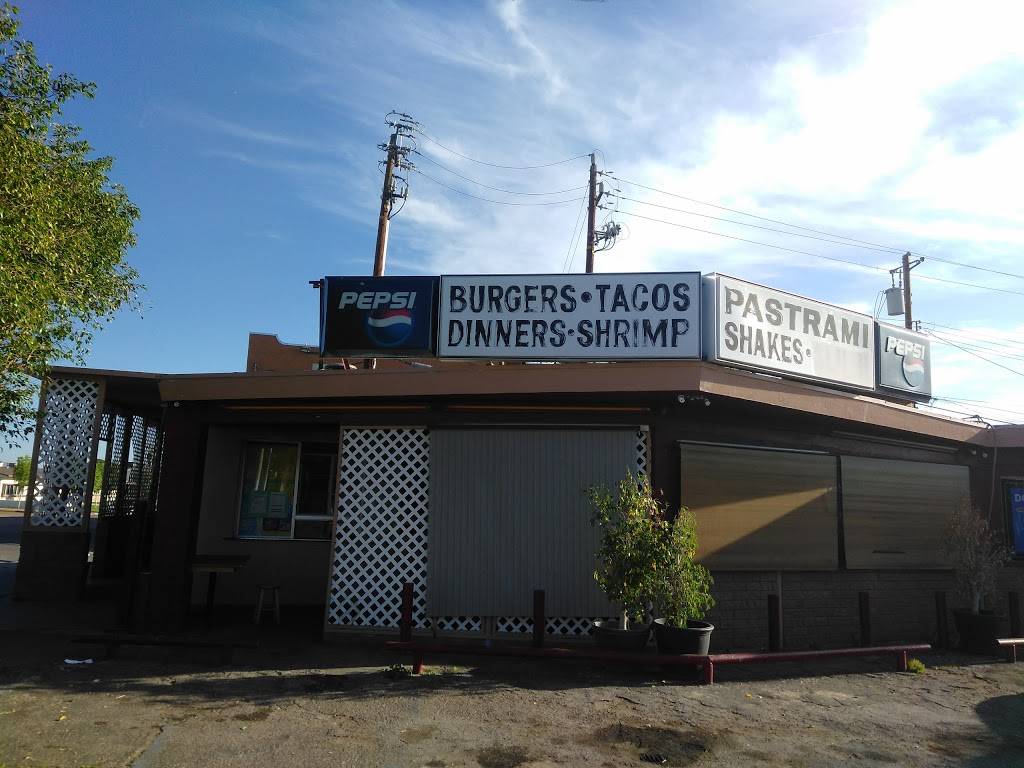 PEPSI
BURGERS • TACOS
DINNERS • SHRIMP
PASTRAMI
SHAKES •
PEPSI